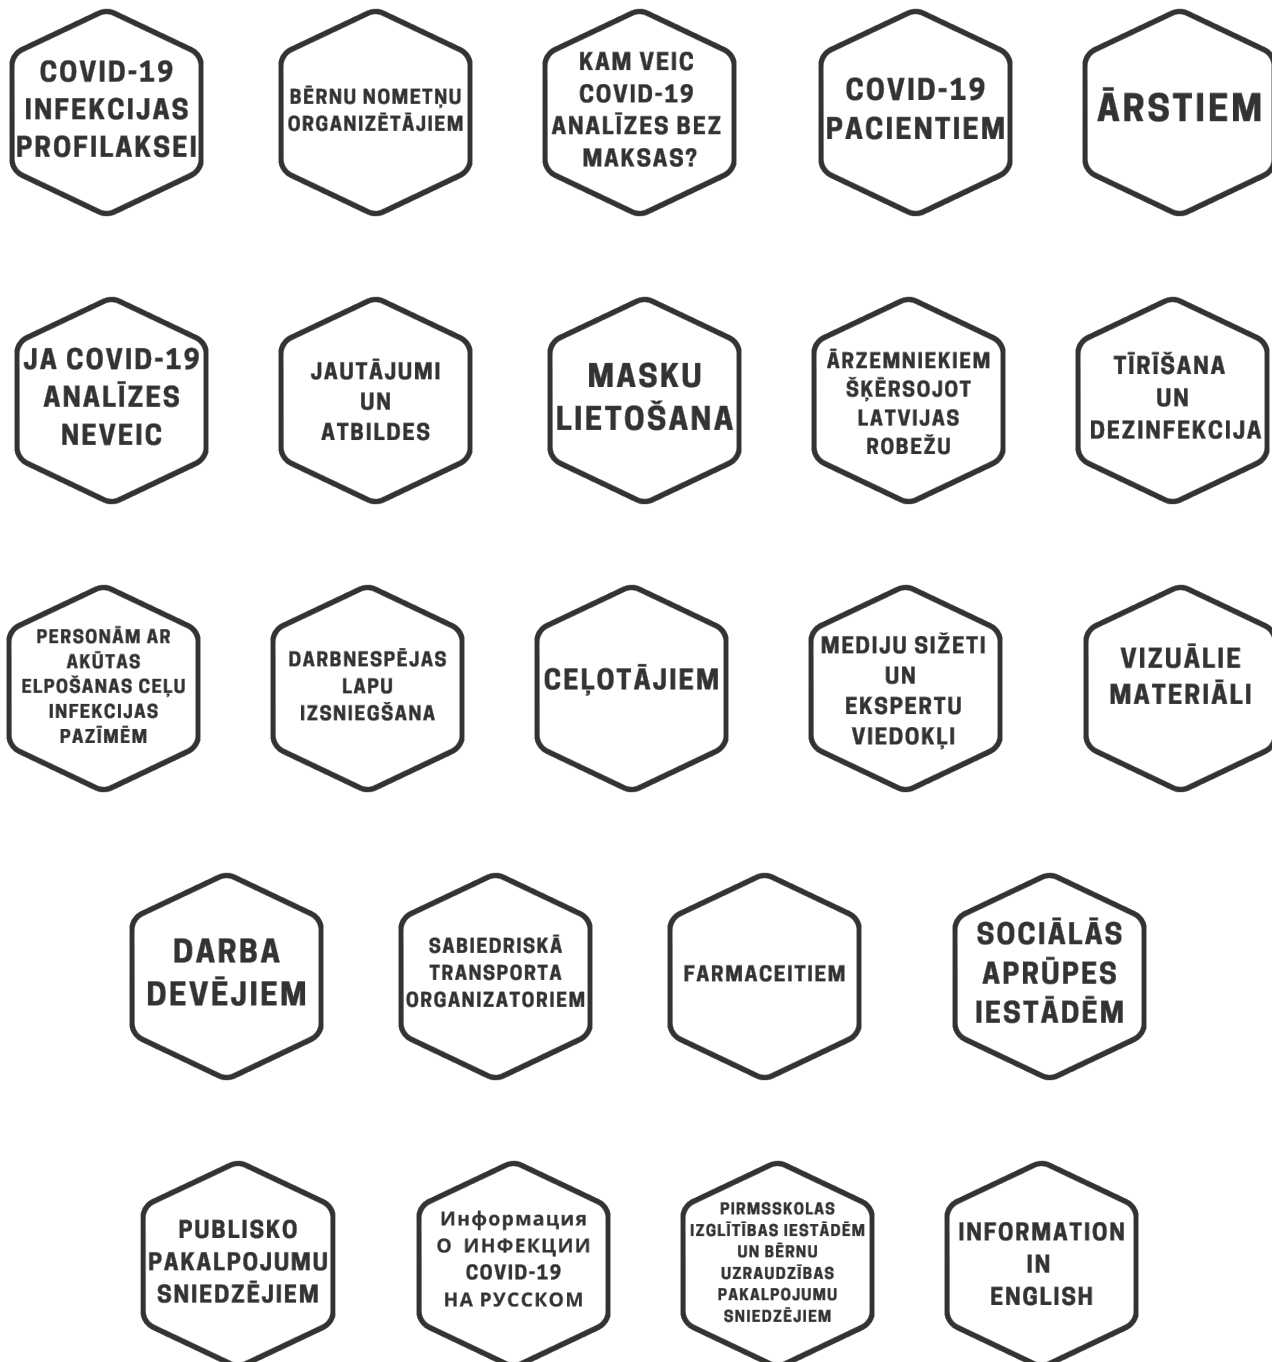 COVID-19
INFEKCIJAS
PROFILAKSEI
BĒRNU NOMETŅU
ORGANIZĒTĀJIEM
KAM VEIC
COVID-19
ANALĪZES BEZ
MAKSAS?
COVID-19
PACIENTIEM
ĀRSTIEM
JA COVID-19
ANALĪZES
NEVEIC
JAUTĀJUMI
UN
ATBILDES
MASKU
LIETOŠANA
ĀRZEMNIEKIEM
ŠĶĒRSOJOT
LATVIJAS
ROBEŽU
TĪRĪŠANA
UN
DEZINFEKCIJA
PERSONĀM AR
AKŪTAS
ELPOŠANAS CEĻU
INFEKCIJAS
PAZĪMĒM
DARBNESPĒJAS
LAPU
IZSNIEGŠANA
CEĻOTĀJIEM
MEDIJU SIŽETI
UN
EKSPERTU
VIEDOKĻI
VIZUĀLIE
MATERIĀLI
DARBA
DEVĒJIEM
SABIEDRISKĀ
TRANSPORTA
ORGANIZATORIEM
FARMACEITIEM
SOCIĀLĀS
APRŪPES
IESTĀDĒM
PUBLISKO
PAKALPOJUMU
SNIEDZĒJIEM
Информация
О ИНФЕКЦИИ
COVID-19
НА РУССКОМ
PIRMSSKOLAS
IZGLĪTĪBAS IESTĀDĒM
UN BĒRNU
UZRAUDZĪBAS
PAKALPOJUMU
SNIEDZĒJIEM
INFORMATION
IN
ENGLISH